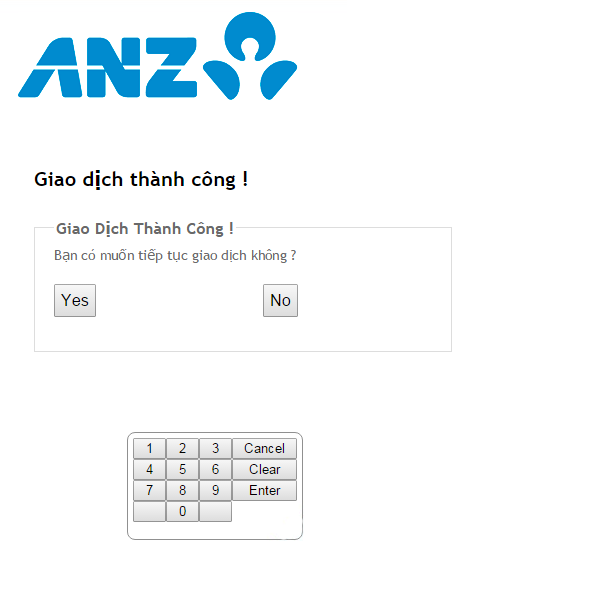 ANZ
Giao dịch thành công !
Giao Dịch Thành Công !
Bạn có muốn tiếp tục giao dịch không ?
Yes No
1 2 3 Cancel
4 5 6 Clear
7 8 9 Enter
0